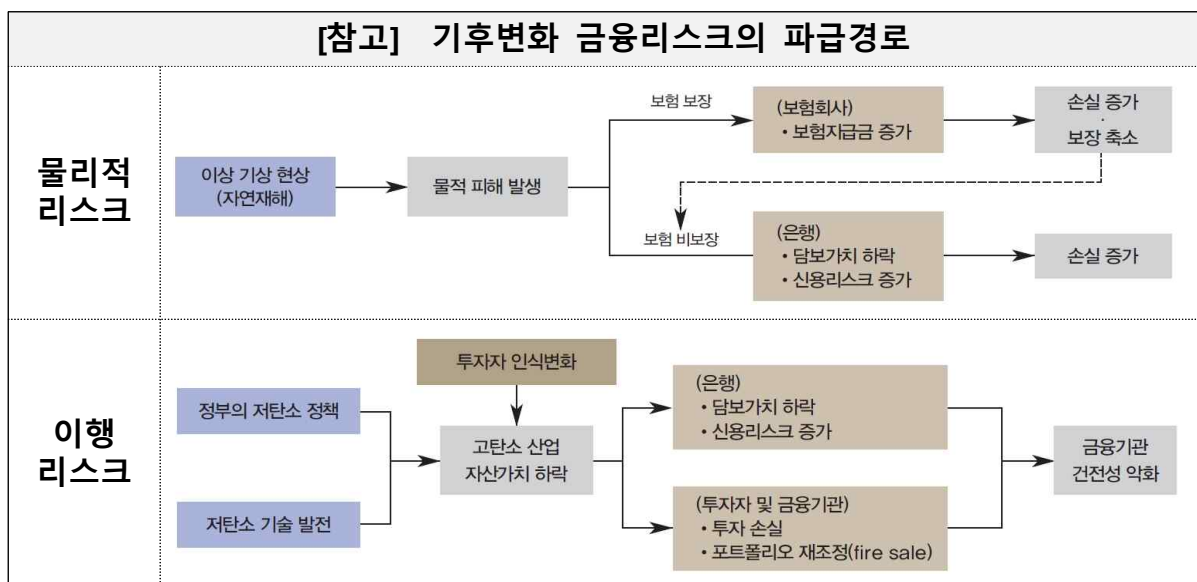 [참고] 기후변화 금융리스크의 파급경로
물리적
리스크
이상 기상 현상
(자연재해)
물적 피해 발생
보험 보장
(보험회사)
• 보험지급금 증가
손실 증가
·
보장 축소
보험 비보장
(은행)
• 담보가치 하락
• 신용리스크 증가
손실 증가
이행
리스크
정부의 저탄소 정책
저탄소 기술 발전
투자자 인식변화
고탄소 산업
자산가치 하락
(은행)
• 담보가치 하락
• 신용리스크 증가
(투자자 및 금융기관)
• 투자 손실
• 포트폴리오 재조정(fire sale)
금융기관
건전성 악화